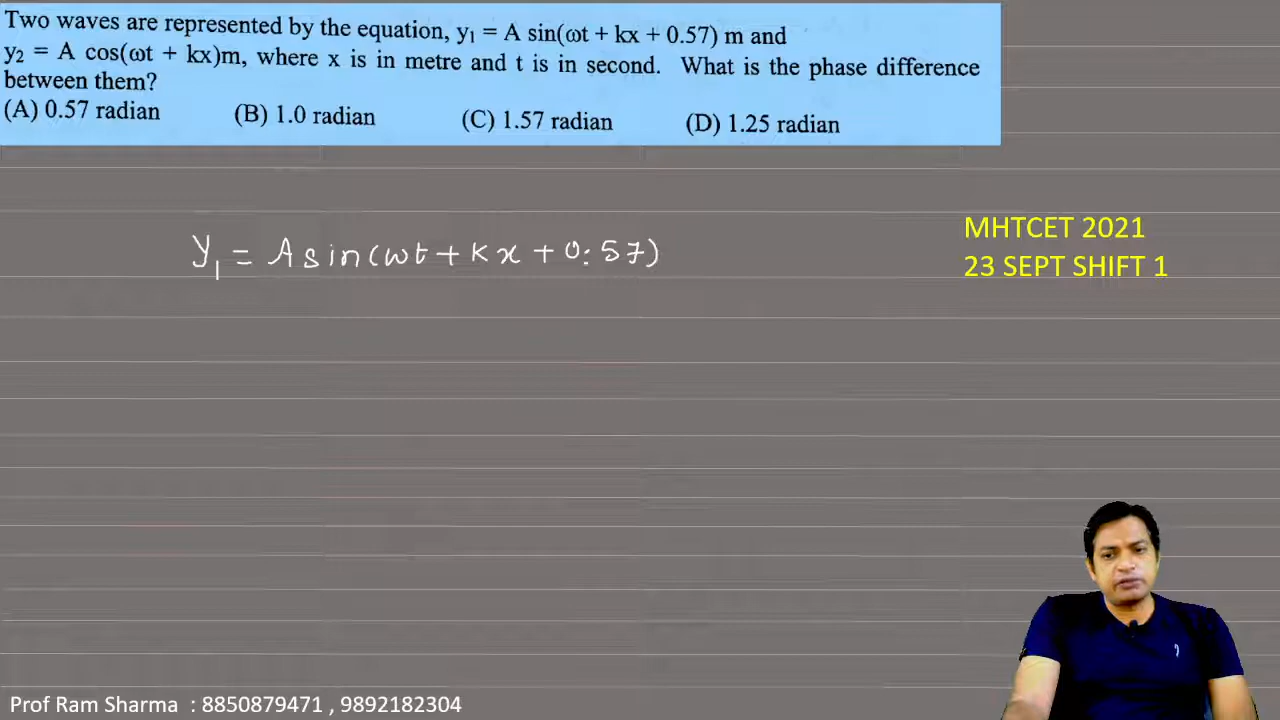 Two waves are represented by the equation, y₁ = A sin(ωt + kx + 0.57) m and
y₂ = A cos(ωt + kx)m, where x is in metre and t is in second. What is the phase difference
between them?
(A) 0.57 radian (B) 1.0 radian (C) 1.57 radian (D) 1.25 radian
y₁ = A sin(ωt + kx + 0.57)
MHTCET 2021
23 SEPT SHIFT 1
Prof Ram Sharma : 8850879471 , 9892182304